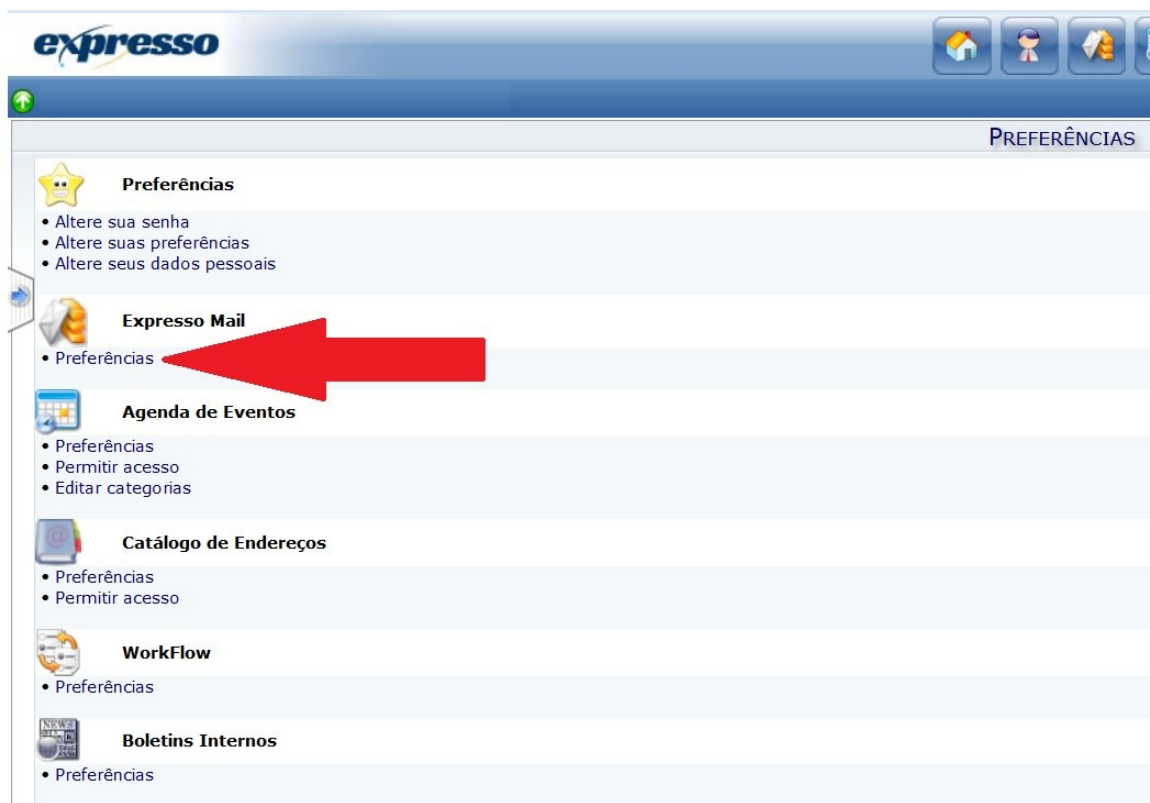 expresso
PREFERÊNCIAS
Preferências
• Altere sua senha
• Altere suas preferências
• Altere seus dados pessoais
Expresso Mail
• Preferências
Agenda de Eventos
• Preferências
• Permitir acesso
• Editar categorias
Catálogo de Endereços
• Preferências
• Permitir acesso
WorkFlow
• Preferências
NEWS
Boletins Internos
• Preferências